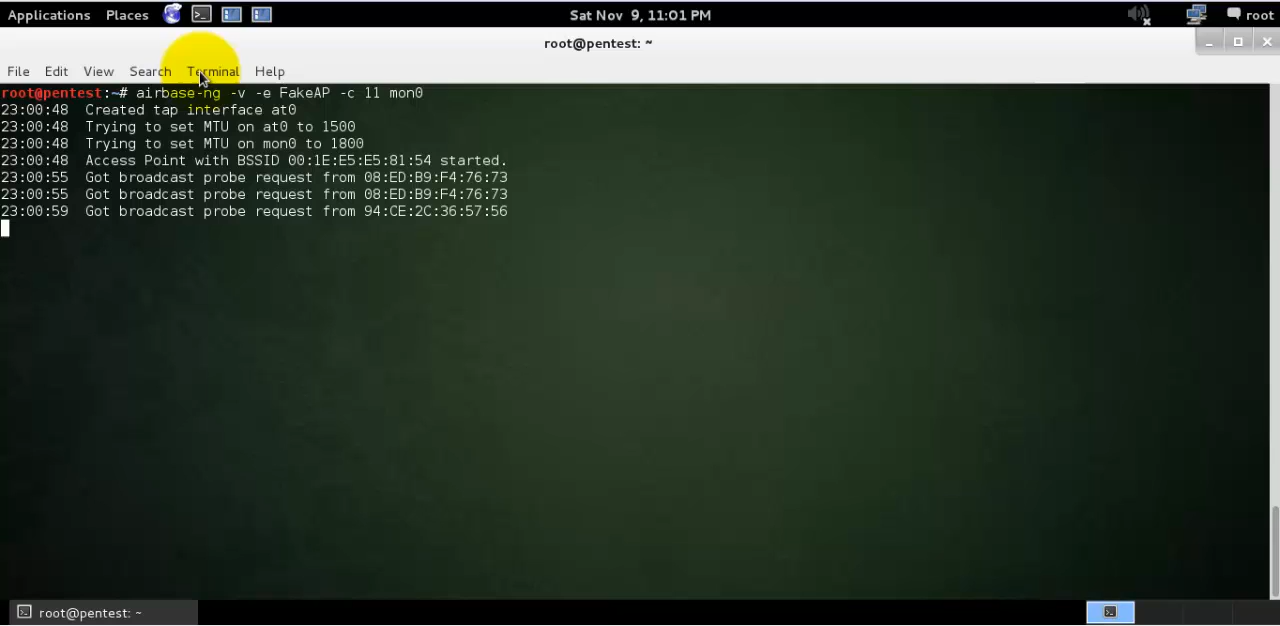 Applications Places Sat Nov 9, 11:01 PM root
root@pentest: ~
File Edit View Search Terminal Help
root@pentest:~# airbase-ng -v -e FakeAP -c 11 mon0
23:00:48 Created tap interface at0
23:00:48 Trying to set MTU on at0 to 1500
23:00:48 Trying to set MTU on mon0 to 1800
23:00:48 Access Point with BSSID 00:1E:E5:E5:81:54 started.
23:00:55 Got broadcast probe request from 08:ED:B9:F4:76:73
23:00:55 Got broadcast probe request from 08:ED:B9:F4:76:73
23:00:59 Got broadcast probe request from 94:CE:2C:36:57:56
root@pentest: ~